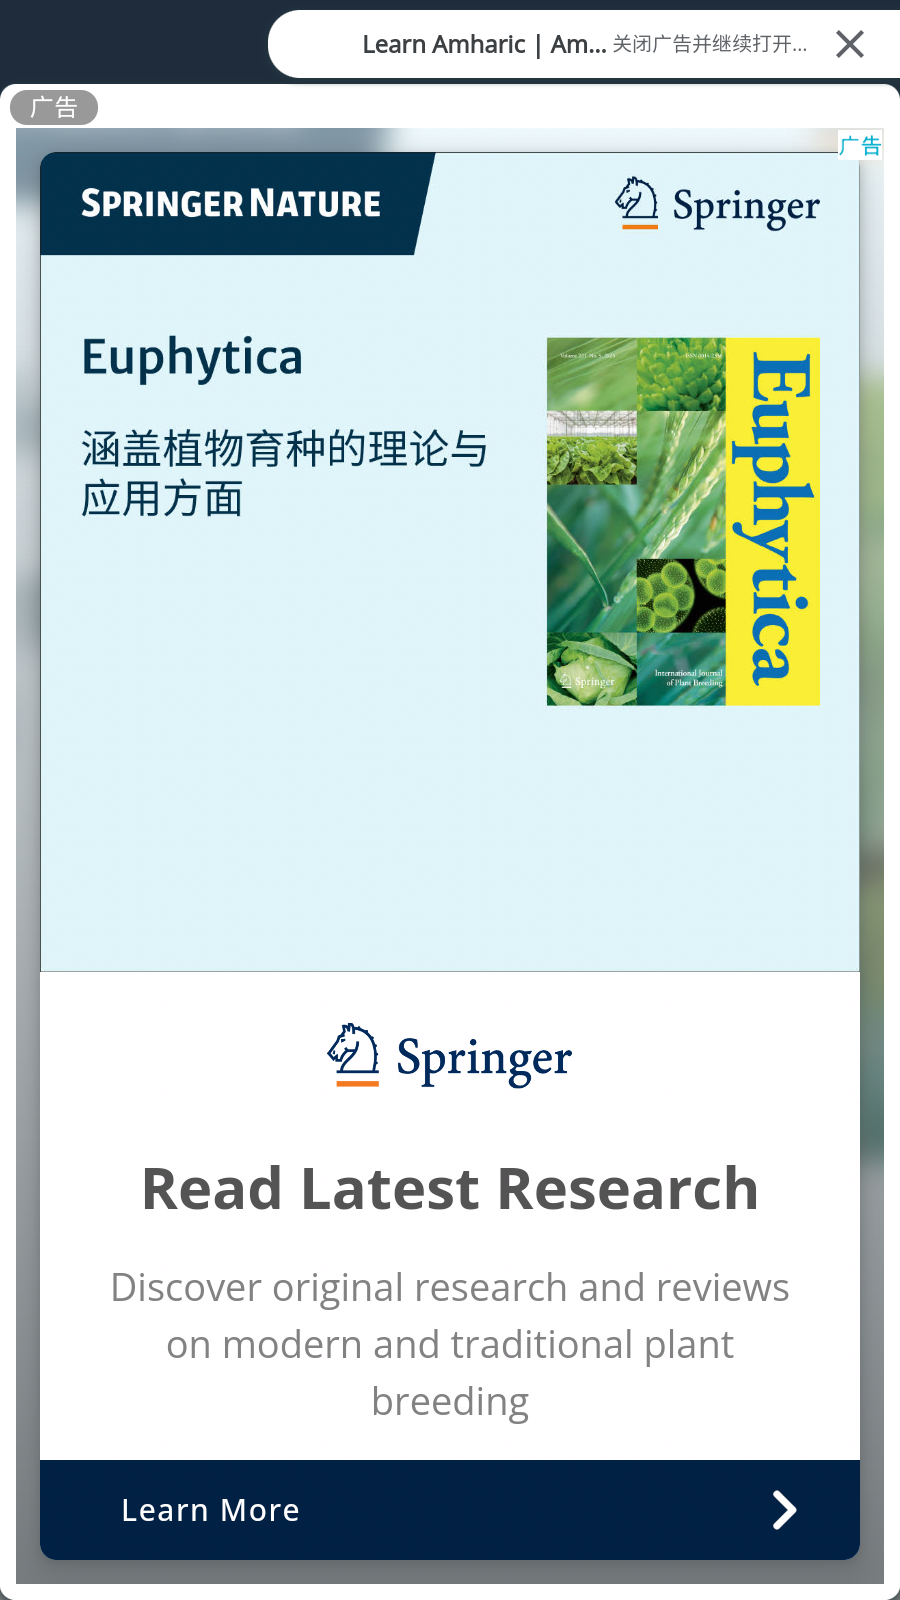 Learn Amharic | Am... 关闭广告并继续打开...
广告
广告
SPRINGER NATURE
Springer
Euphytica
涵盖植物育种的理论与
应用方面
Euphytica
Springer
International Journal
of Plant Breeding
Springer
Read Latest Research
Discover original research and reviews
on modern and traditional plant
breeding
Learn More